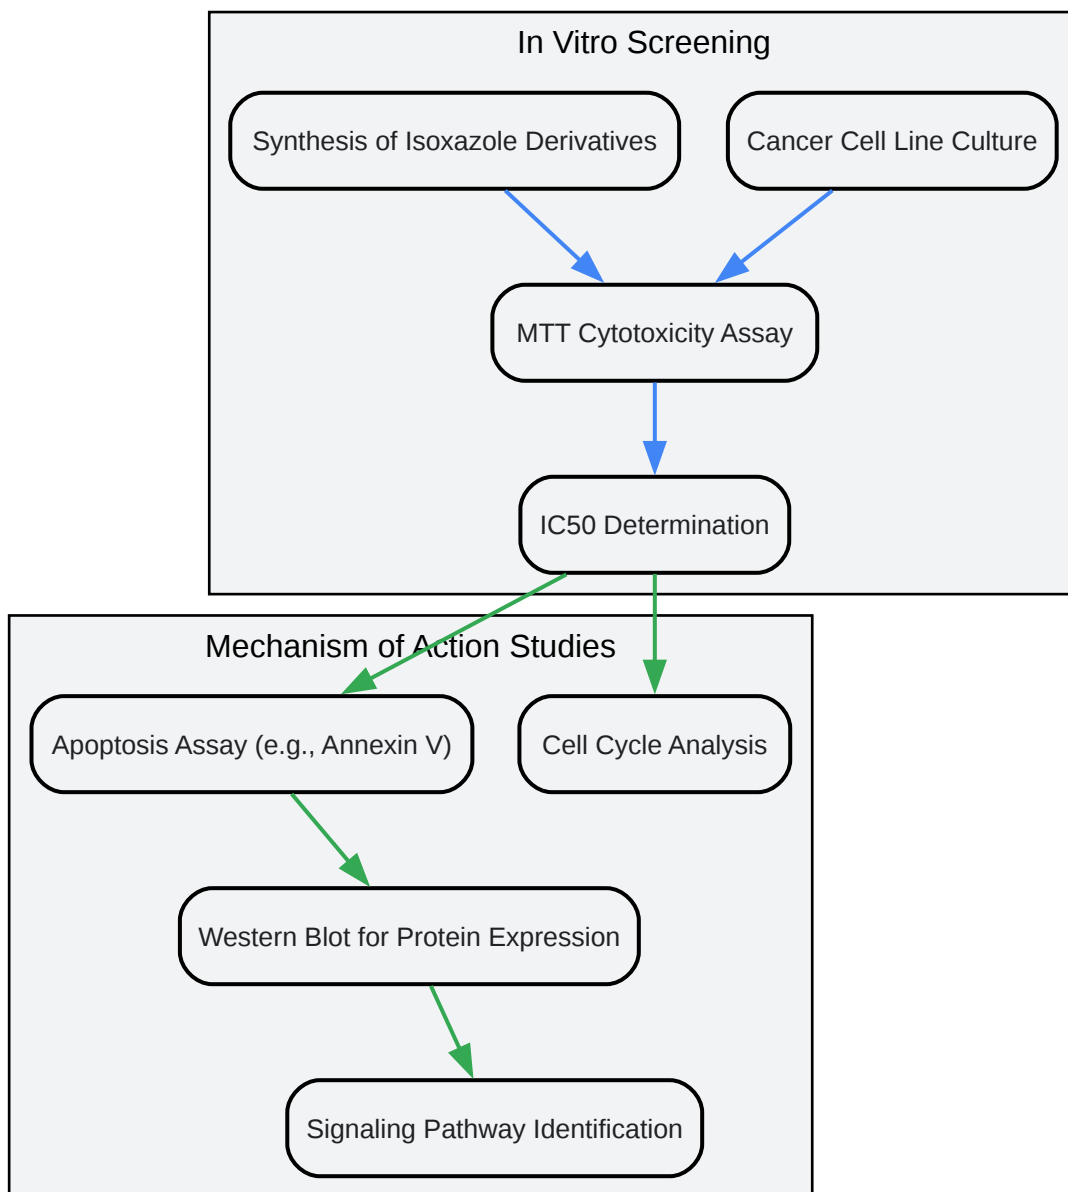 In Vitro Screening
Synthesis of Isoxazole Derivatives
Cancer Cell Line Culture
MTT Cytotoxicity Assay
IC50 Determination
Mechanism of Action Studies
Apoptosis Assay (e.g., Annexin V)
Cell Cycle Analysis
Western Blot for Protein Expression
Signaling Pathway Identification